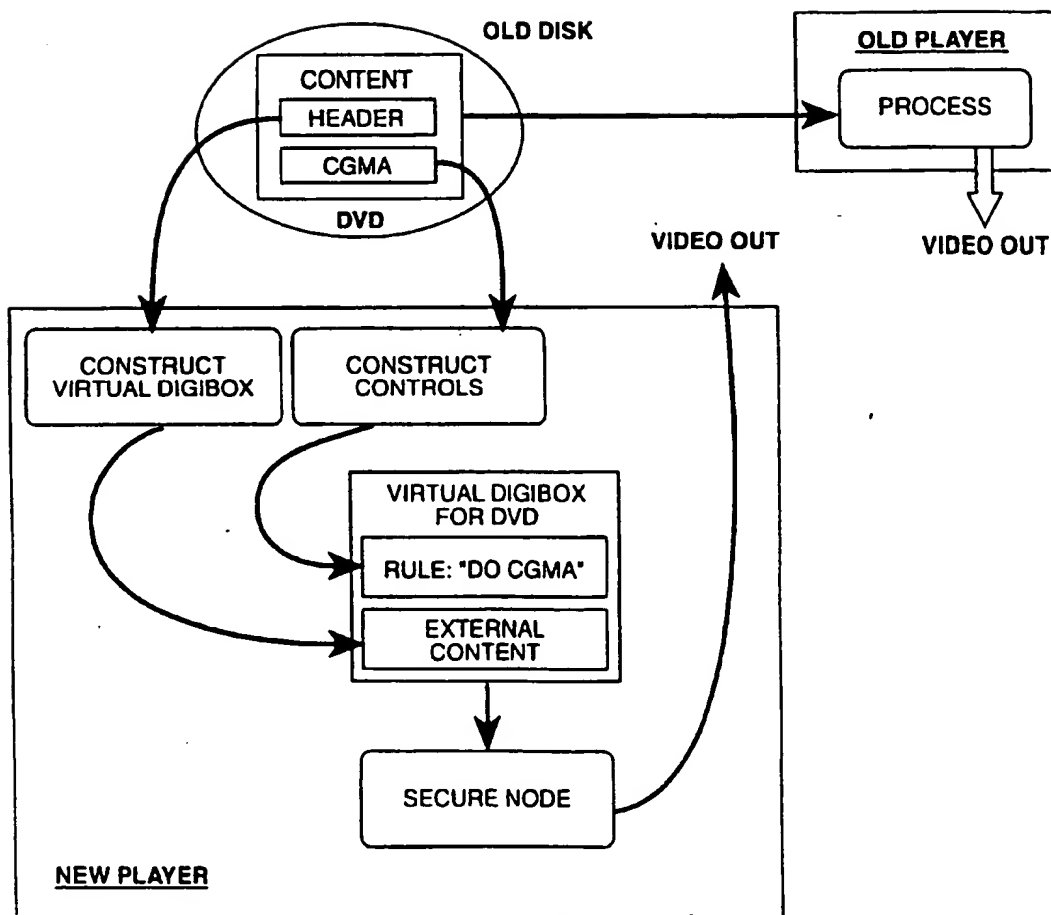 OLD DISK
CONTENT
HEADER
CGMA
DVD
OLD PLAYER
PROCESS
VIDEO OUT
VIDEO OUT
CONSTRUCT
VIRTUAL DIGIBOX
CONSTRUCT
CONTROLS
VIRTUAL DIGIBOX
FOR DVD
RULE: "DO CGMA"
EXTERNAL
CONTENT
SECURE NODE
NEW PLAYER